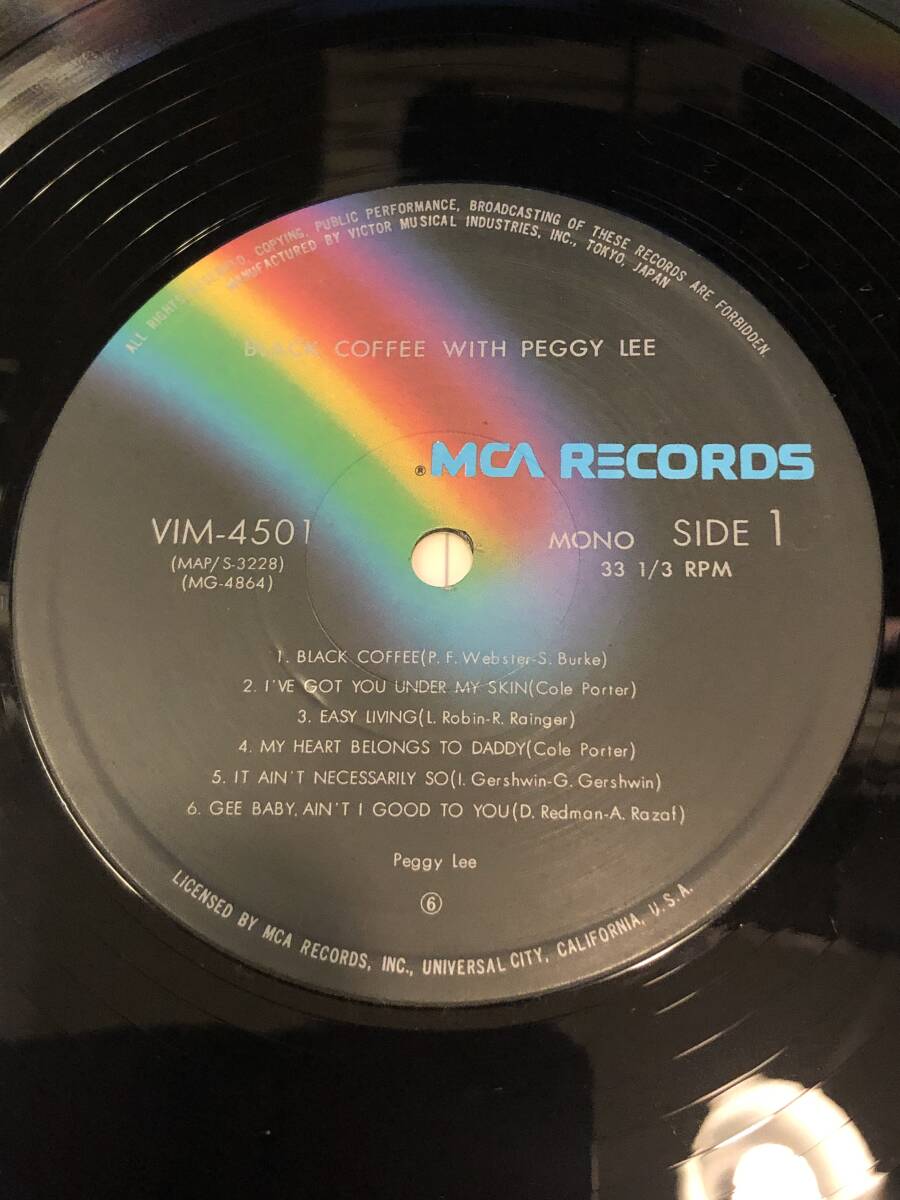 ALL RIGHTS COPYING, PUBLIC PERFORMANCE, BROADCASTING OF THESE RECORDS ARE FORBIDDEN.
MANUFACTURED BY VICTOR MUSICAL INDUSTRIES, INC., TOKYO, JAPAN
BLACK COFFEE WITH PEGGY LEE
® MCA RECORDS
VIM-4501
(MAP/S-3228)
(MG-4864)
MONO SIDE 1
33 1/3 RPM
1. BLACK COFFEE(P. F. Webster-S. Burke)
2. I'VE GOT YOU UNDER MY SKIN(Cole Porter)
3. EASY LIVING(L. Robin-R. Rainger)
4. MY HEART BELONGS TO DADDY(Cole Porter)
5. IT AIN'T NECESSARILY SO(I. Gershwin-G. Gershwin)
6. GEE BABY, AIN'T I GOOD TO YOU(D. Redman-A. Razaf)
Peggy Lee
⑥
LICENSED BY MCA RECORDS, INC., UNIVERSAL CITY, CALIFORNIA, U.S.A.